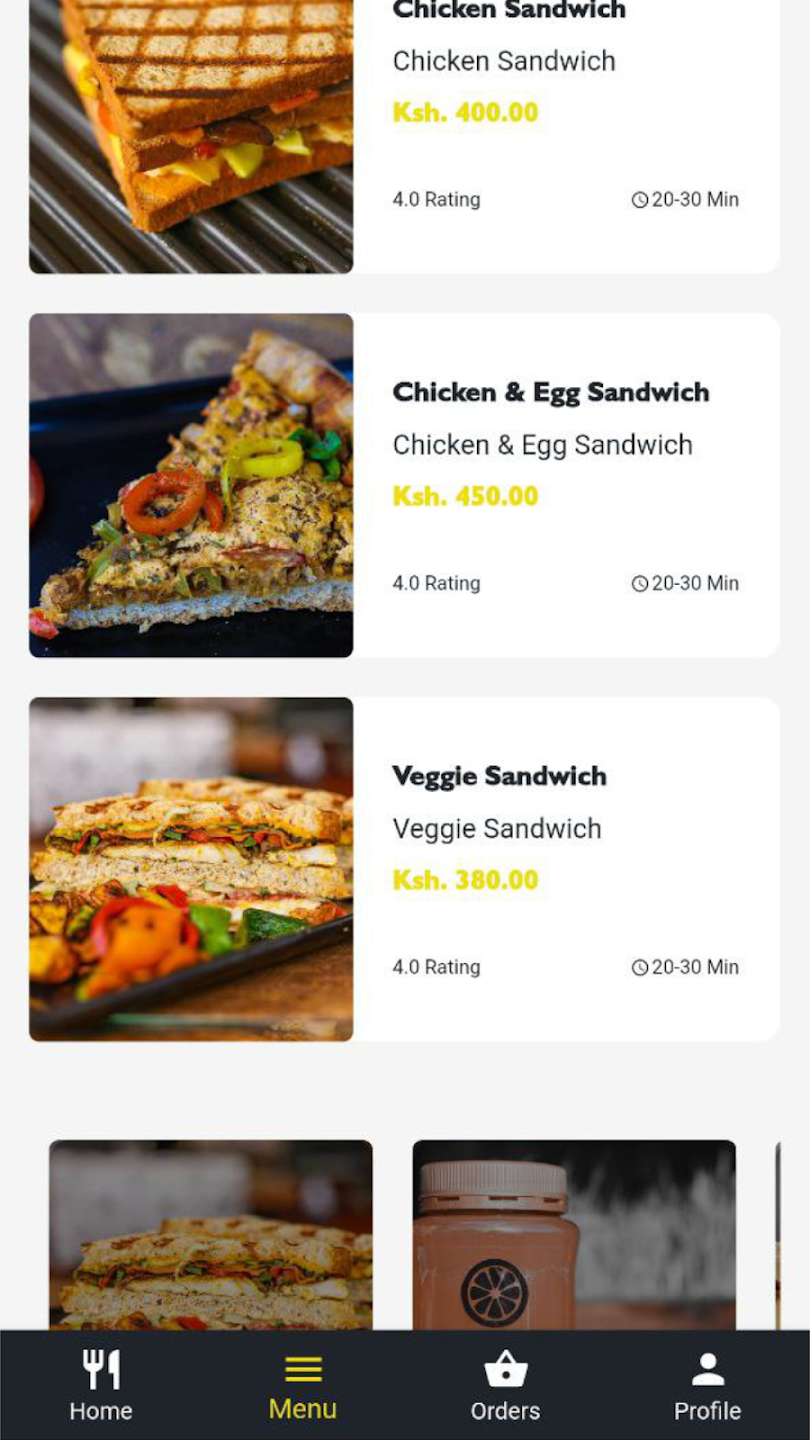 Chicken Sandwich
Chicken Sandwich
Ksh. 400.00
4.0 Rating 20-30 Min
Chicken & Egg Sandwich
Chicken & Egg Sandwich
Ksh. 450.00
4.0 Rating 20-30 Min
Veggie Sandwich
Veggie Sandwich
Ksh. 380.00
4.0 Rating 20-30 Min
Home Menu Orders Profile